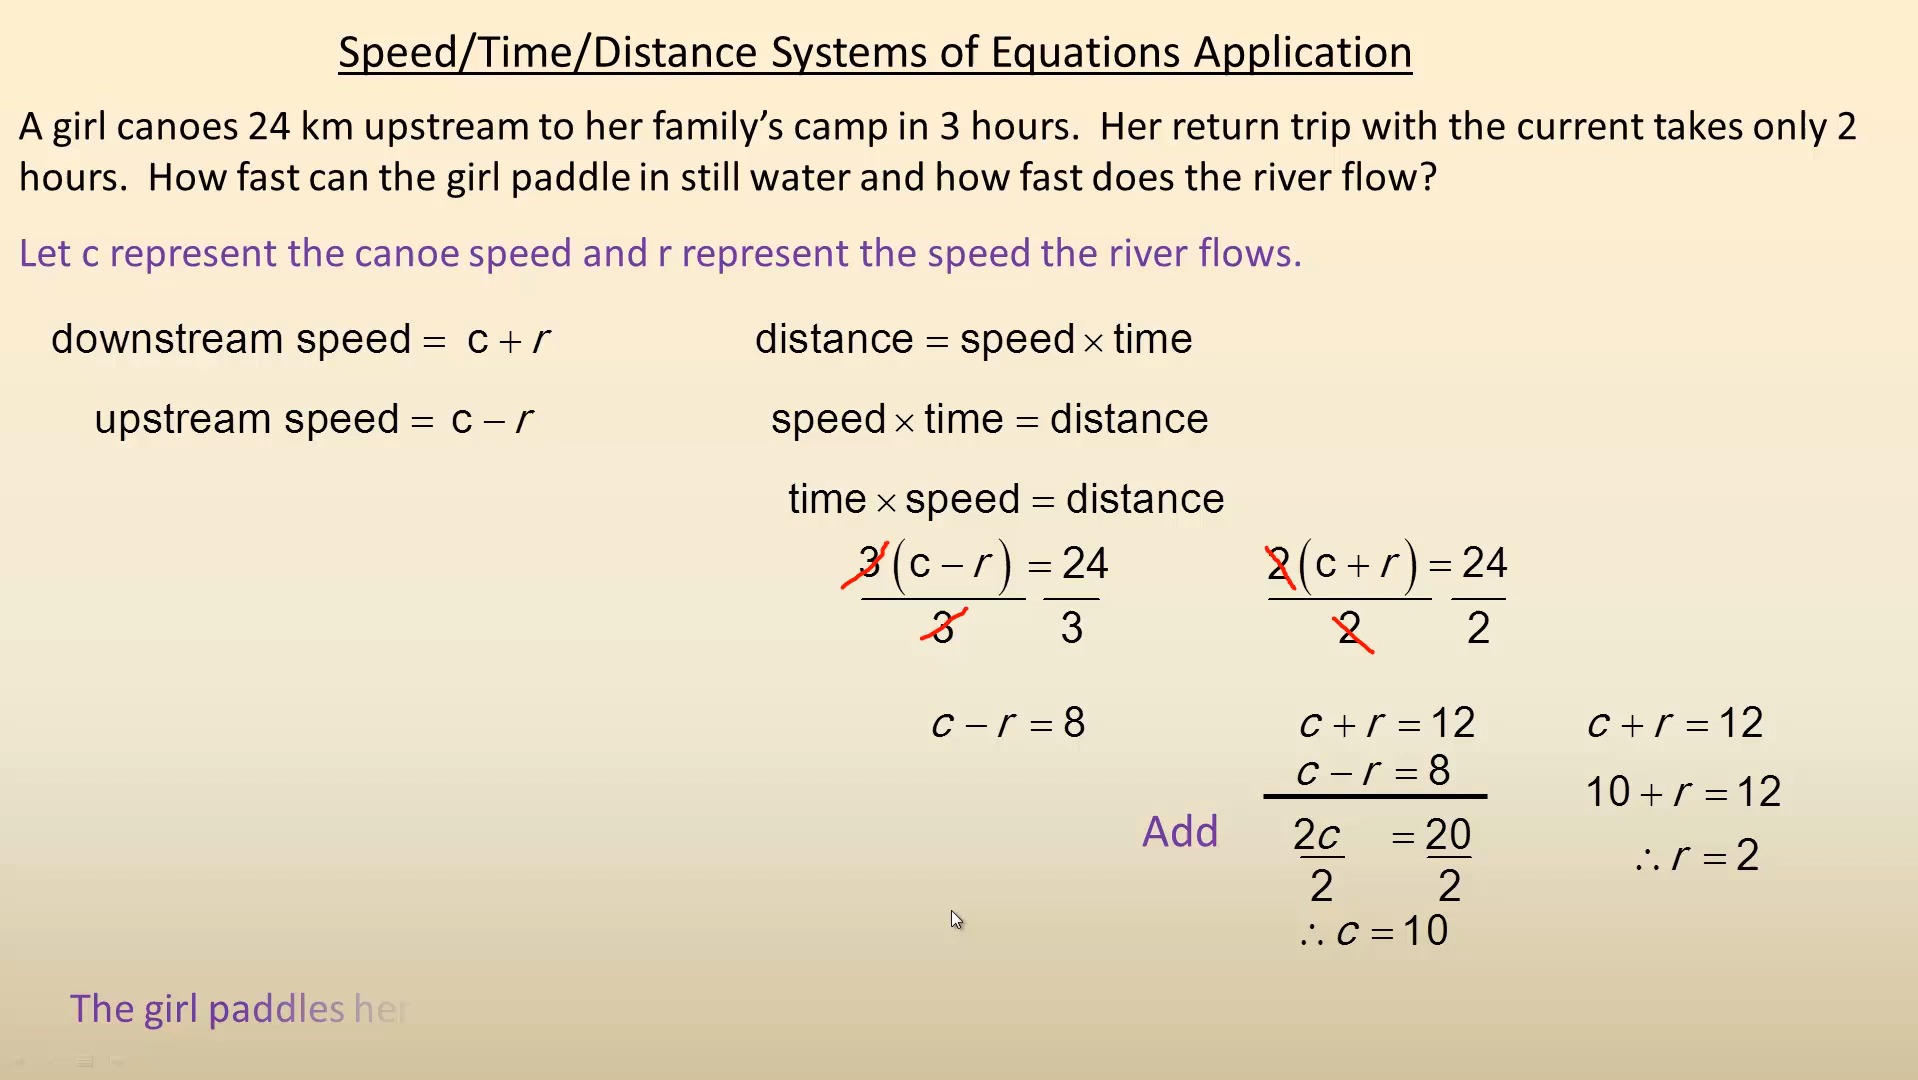 Speed/Time/Distance Systems of Equations Application
A girl canoes 24 km upstream to her family’s camp in 3 hours.  Her return trip with the current takes only 2
hours.  How fast can the girl paddle in still water and how fast does the river flow?
Let c represent the canoe speed and r represent the speed the river flows.
downstream speed = c + r
distance = speed × time
upstream speed = c − r
speed × time = distance
time × speed = distance
3(c − r) = 24
3 3
2(c + r) = 24
2 2
c − r = 8
c + r = 12
c − r = 8
Add
2c = 20
2 2
∴ c = 10
c + r = 12
10 + r = 12
∴ r = 2
The girl paddles her